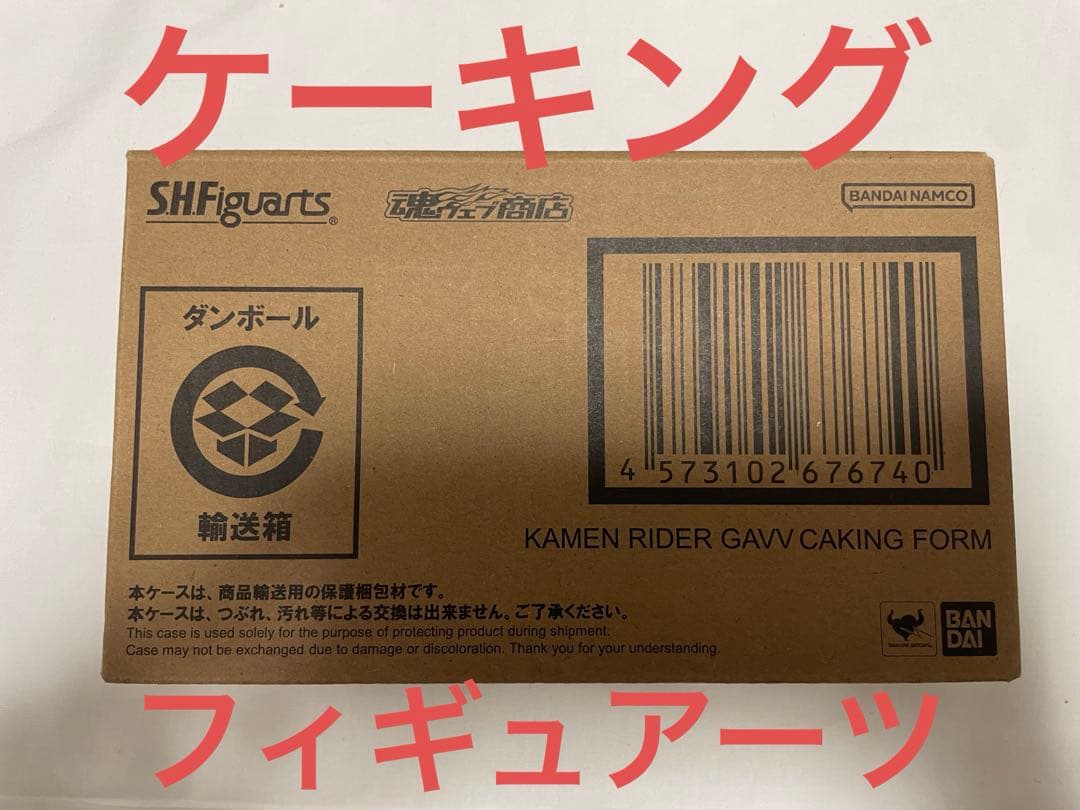 ケーキング
S.H.Figuarts
魂ウェブ商店
BANDAI NAMCO
ダンボール
輸送箱
4 573102 676740
KAMEN RIDER GAVV CAKING FORM
本ケースは、商品輸送用の保護梱包材です。
本ケースは、つぶれ、汚れ等による交換は出来ません。ご了承ください。
This case is used solely for the purpose of protecting product during shipment.
Case may not be exchanged due to damage or discoloration. Thank you for your understanding.
BAN
DAI
フィギュアーツ